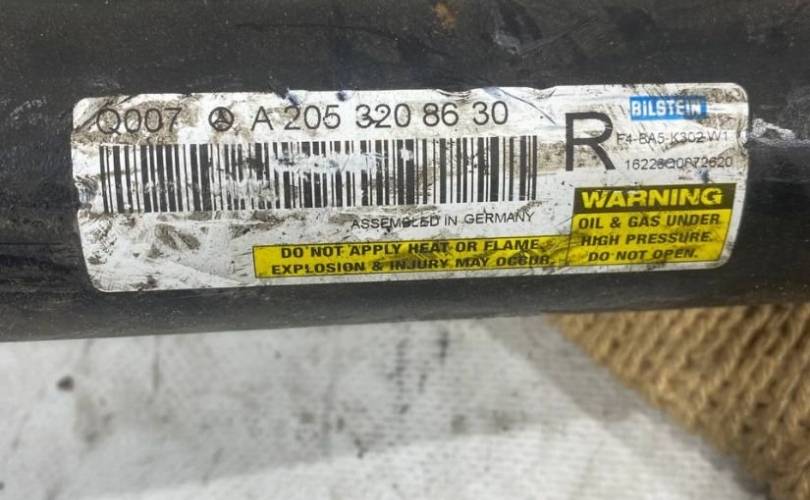 Q007 A 205 320 86 30
R
BILSTEIN
F4-BA5-K302-W1
16226Q0072620
ASSEMBLED IN GERMANY
DO NOT APPLY HEAT OR FLAME.
EXPLOSION & INJURY MAY OCCUR.
WARNING
OIL & GAS UNDER
HIGH PRESSURE.
DO NOT OPEN.